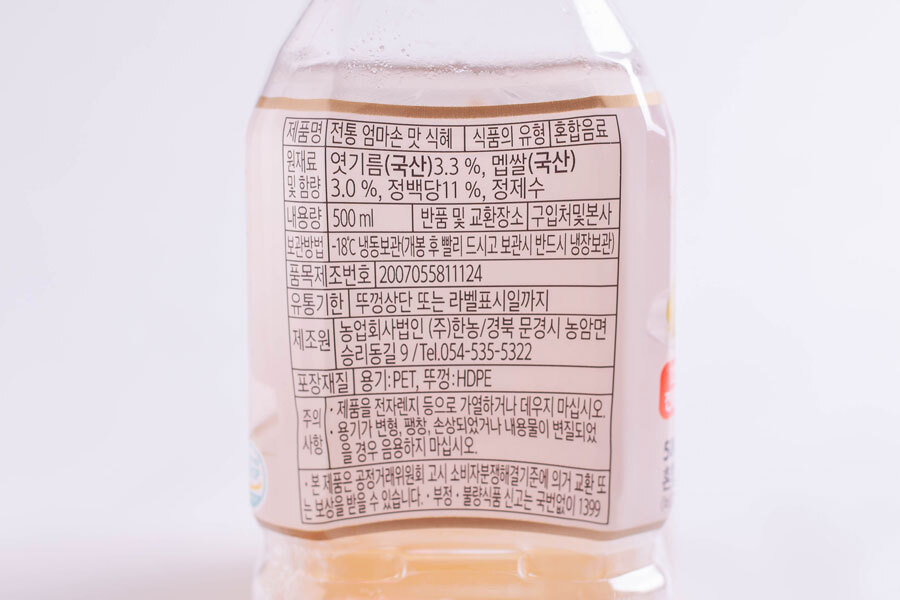 제품명 전통 엄마손 맛 식혜 식품의 유형 혼합음료
원재료 및 함량 엿기름(국산)3.3 %, 멥쌀(국산)
3.0 %, 정백당11 %, 정제수
내용량 500 ml 반품 및 교환장소 구입처및본사
보관방법 -18℃ 냉동보관(개봉 후 빨리 드시고 보관시 반드시 냉장보관)
품목제조번호 2007055811124
유통기한 뚜껑상단 또는 라벨표시일까지
제조원 농업회사법인 (주)한농/경북 문경시 농암면
승리동길 9 /Tel.054-535-5322
포장재질 용기:PET, 뚜껑:HDPE
주의사항 · 제품을 전자렌지 등으로 가열하거나 데우지 마십시오.
· 용기가 변형, 팽창, 손상되었거나 내용물이 변질되었
을 경우 음용하지 마십시오.
· 본 제품은 공정거래위원회 고시 소비자분쟁해결기준에 의거 교환 또
는 보상을 받을 수 있습니다. · 부정 · 불량식품 신고는 국번없이 1399